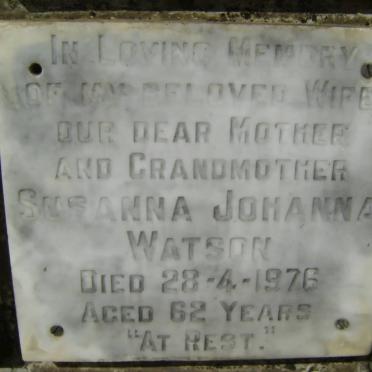 In Loving Memory
of my beloved Wife
our dear Mother
and Grandmother
Susanna Johanna
Watson
Died 28-4-1976
Aged 62 Years
"At Rest."